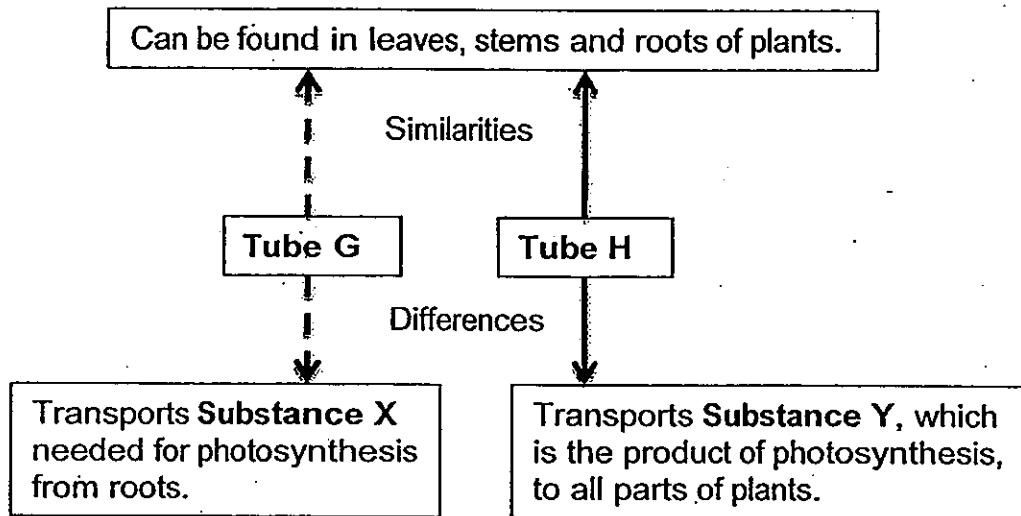 Can be found in leaves, stems and roots of plants.
Similarities
Tube G
Tube H
Differences
Transports Substance X
needed for photosynthesis
from roots.
Transports Substance Y, which
is the product of photosynthesis,
to all parts of plants.